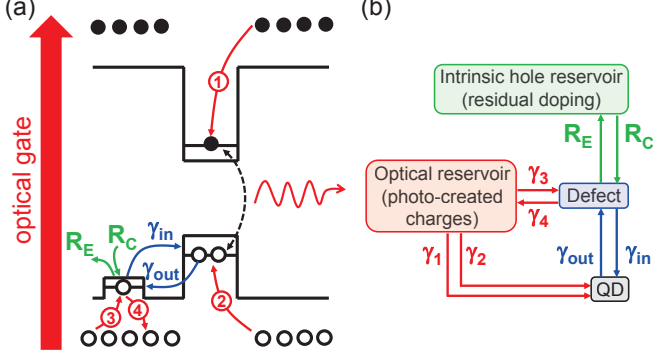 (a)
optical gate
1
R_E
R_C
γ_in
γ_out
3
4
2
(b)
Intrinsic hole reservoir
(residual doping)
R_E
R_C
Optical reservoir
(photo-created
charges)
γ_3
γ_4
Defect
γ_1
γ_2
γ_out
γ_in
QD